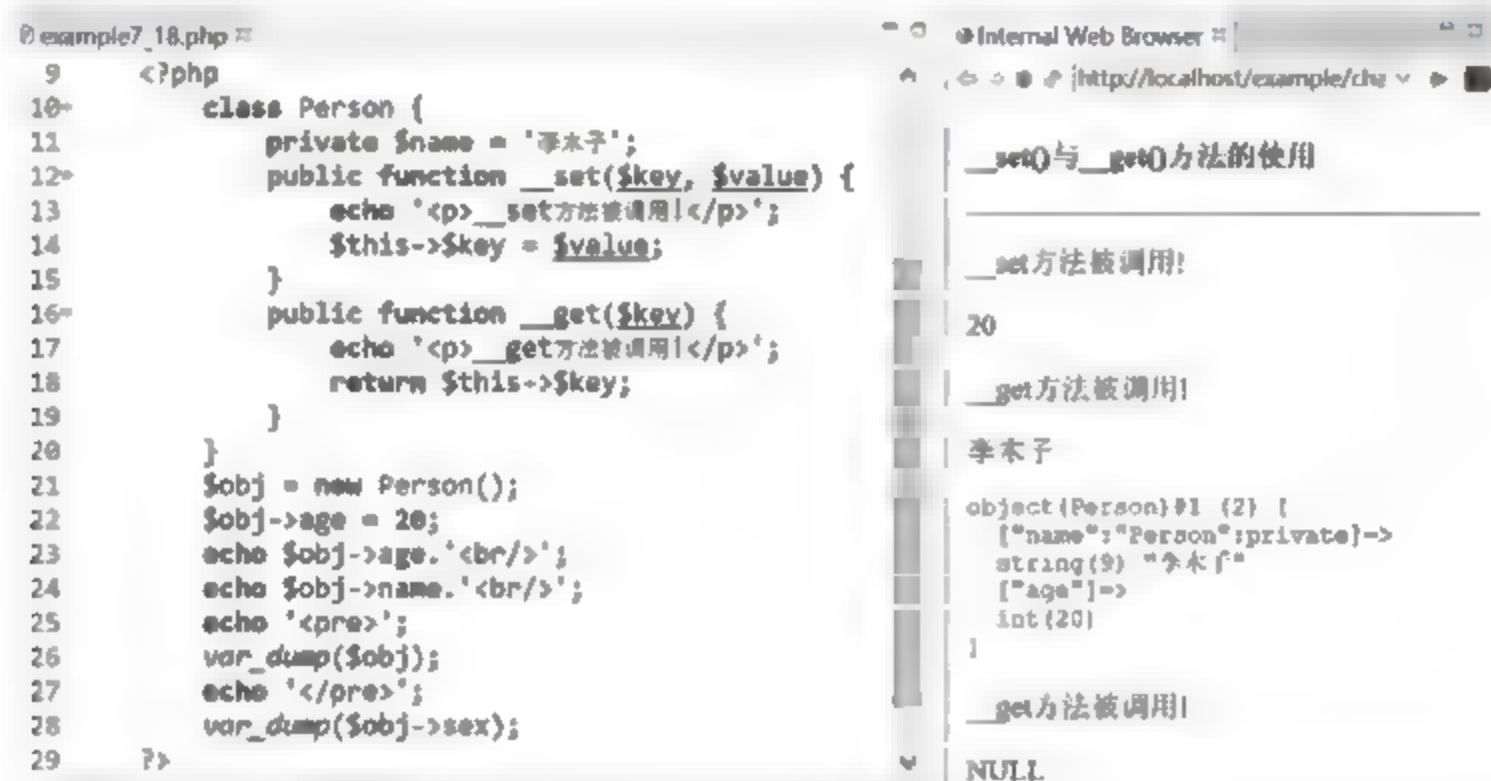 example7_18.php
9 <?php
10 class Person {
11 private $name = '李木子';
12 public function __set($key, $value) {
13 echo '<p>__set方法被调用!</p>';
14 $this->$key = $value;
15 }
16 public function __get($key) {
17 echo '<p>__get方法被调用!</p>';
18 return $this->$key;
19 }
20 }
21 $obj = new Person();
22 $obj->age = 20;
23 echo $obj->age.'<br/>';
24 echo $obj->name.'<br/>';
25 echo '<pre>';
26 var_dump($obj);
27 echo '</pre>';
28 var_dump($obj->sex);
29 ?>
Internal Web Browser
http://localhost/example/cha
__set()与__get()方法的使用
__set方法被调用!
20
__get方法被调用!
李木子
object(Person)#1 (2) {
["name":"Person":private]=>
string(9) "李木子"
["age"]=>
int(20)
}
__get方法被调用!
NULL